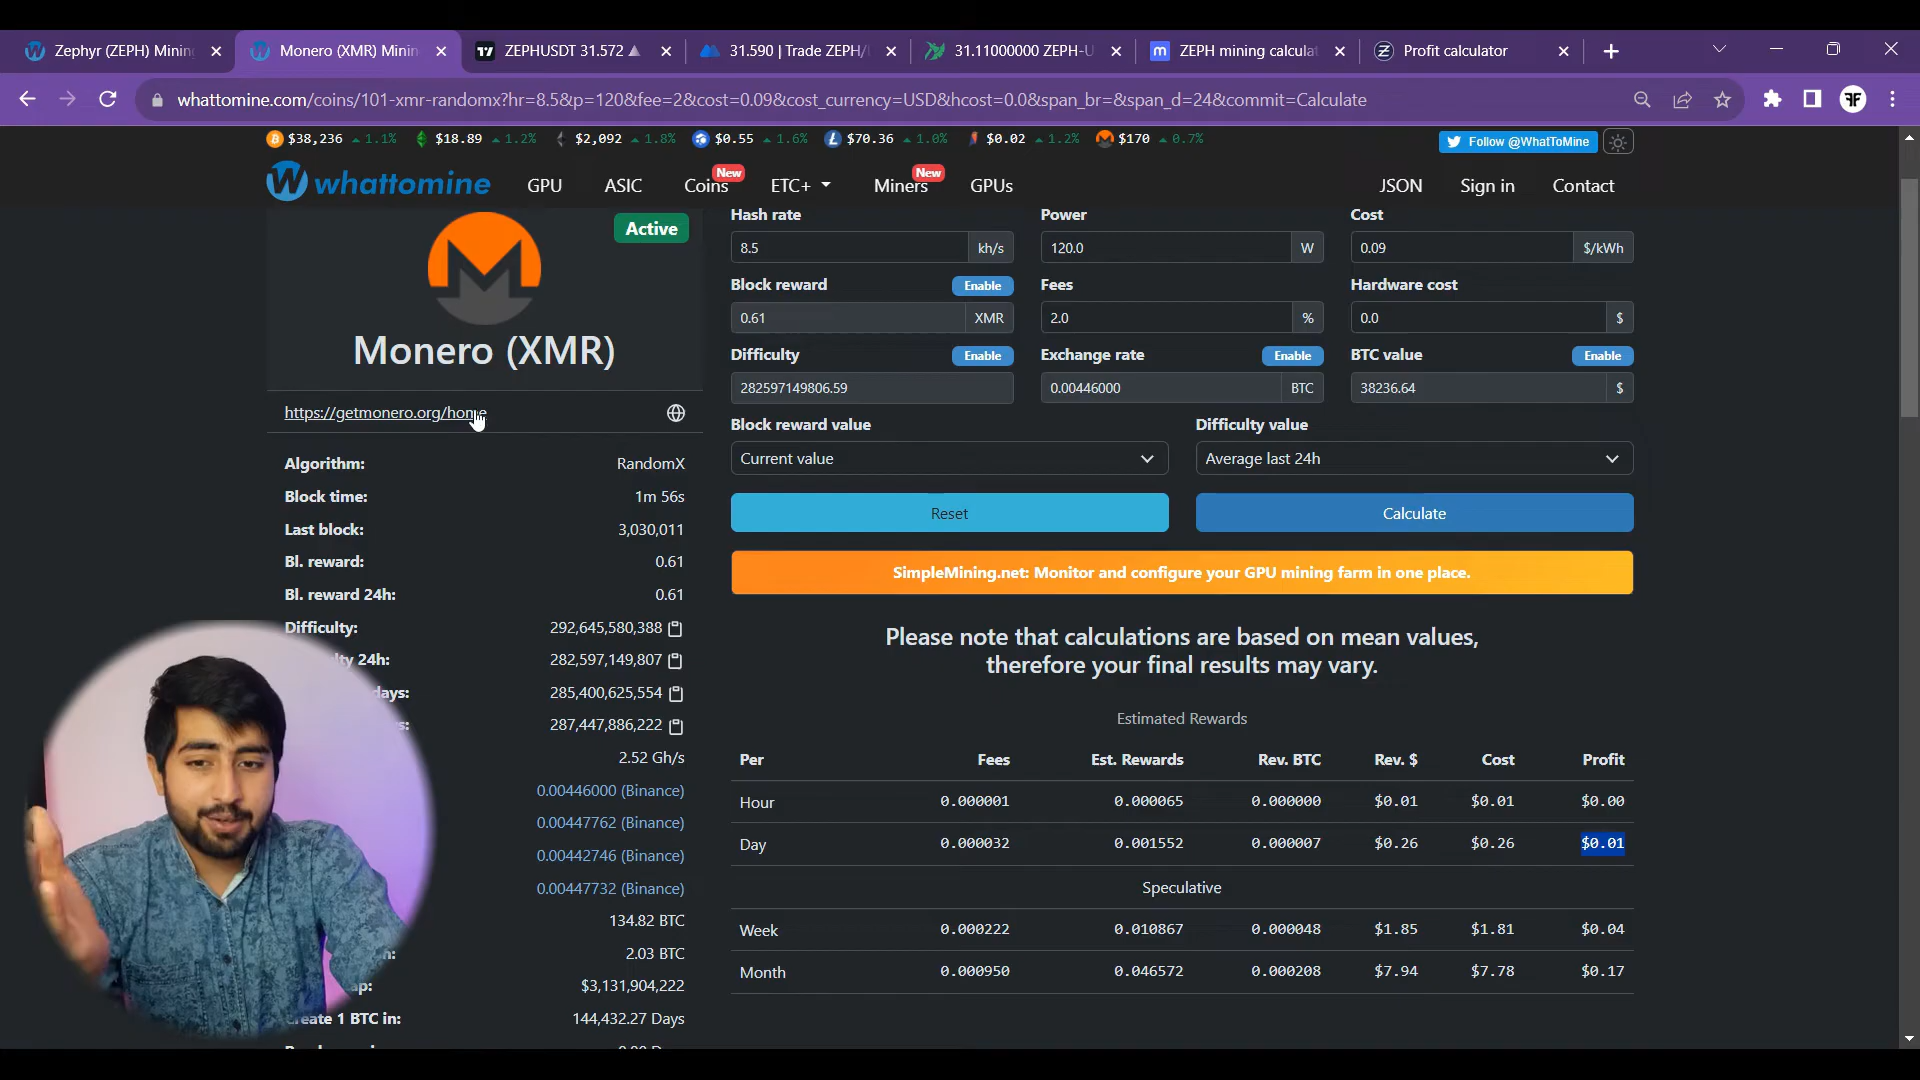 Zephyr (ZEPH) Minin
Monero (XMR) Minin
ZEPHUSDT 31.572
31.590 | Trade ZEPH/
31.11000000 ZEPH-U
ZEPH mining calculat
Profit calculator
whattomine.com/coins/101-xmr-randomx?hr=8.5&p=120&fee=2&cost=0.09&cost_currency=USD&hcost=0.0&span_br=&span_d=24&commit=Calculate
$38,236 1.1% $18.89 1.2% $2,092 1.8% $0.55 1.6% $70.36 1.0% $0.02 1.2% $170 0.7%
Follow @WhatToMine
whattomine GPU ASIC Coins New ETC+ Miners New GPUs JSON Sign in Contact
Active
Monero (XMR)
https://getmonero.org/home
Algorithm: RandomX
Block time: 1m 56s
Last block: 3,030,011
Bl. reward: 0.61
Bl. reward 24h: 0.61
Difficulty: 292,645,580,388
ty 24h: 282,597,149,807
days: 285,400,625,554
s: 287,447,886,222
2.52 Gh/s
0.00446000 (Binance)
0.00447762 (Binance)
0.00442746 (Binance)
0.00447732 (Binance)
134.82 BTC
h: 2.03 BTC
ap: $3,131,904,222
Create 1 BTC in: 144,432.27 Days
Hash rate Power Cost
8.5 kh/s 120.0 W 0.09 $/kWh
Block reward Enable Fees Hardware cost
0.61 XMR 2.0 % 0.0 $
Difficulty Enable Exchange rate Enable BTC value Enable
282597149806.59 0.00446000 BTC 38236.64 $
Block reward value Difficulty value
Current value Average last 24h
Reset Calculate
SimpleMining.net: Monitor and configure your GPU mining farm in one place.
Please note that calculations are based on mean values,
therefore your final results may vary.
Estimated Rewards
Per Fees Est. Rewards Rev. BTC Rev. $ Cost Profit
Hour 0.000001 0.000065 0.000000 $0.01 $0.01 $0.00
Day 0.000032 0.001552 0.000007 $0.26 $0.26 $0.01
Speculative
Week 0.000222 0.010867 0.000048 $1.85 $1.81 $0.04
Month 0.000950 0.046572 0.000208 $7.94 $7.78 $0.17